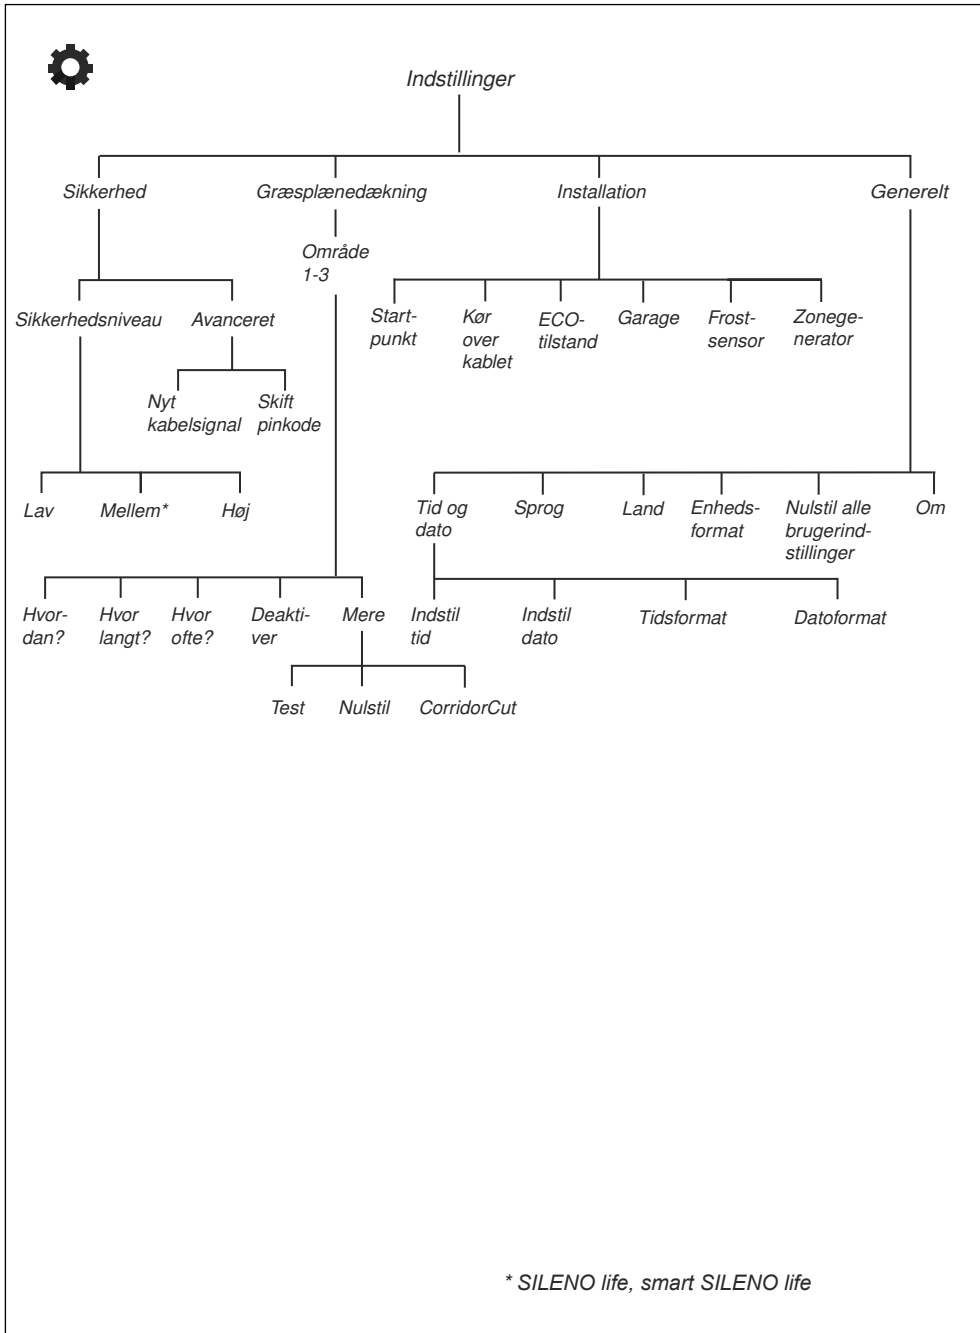 Indstillinger
Sikkerhed
Græsplænedækning
Installation
Generelt
Område
1-3
Sikkerhedsniveau
Avanceret
Start-
punkt
Kør
over
kablet
ECO-
tilstand
Garage
Frost-
sensor
Zonege-
nerator
Nyt
kabelsignal
Skift
pinkode
Lav
Mellem*
Høj
Tid og
dato
Sprog
Land
Enheds-
format
Nulstil alle
brugerind-
stillinger
Om
Hvor-
dan?
Hvor
langt?
Hvor
ofte?
Deakti-
ver
Mere
Indstil
tid
Indstil
dato
Tidsformat
Datoformat
Test
Nulstil
CorridorCut
* SILENO life, smart SILENO life